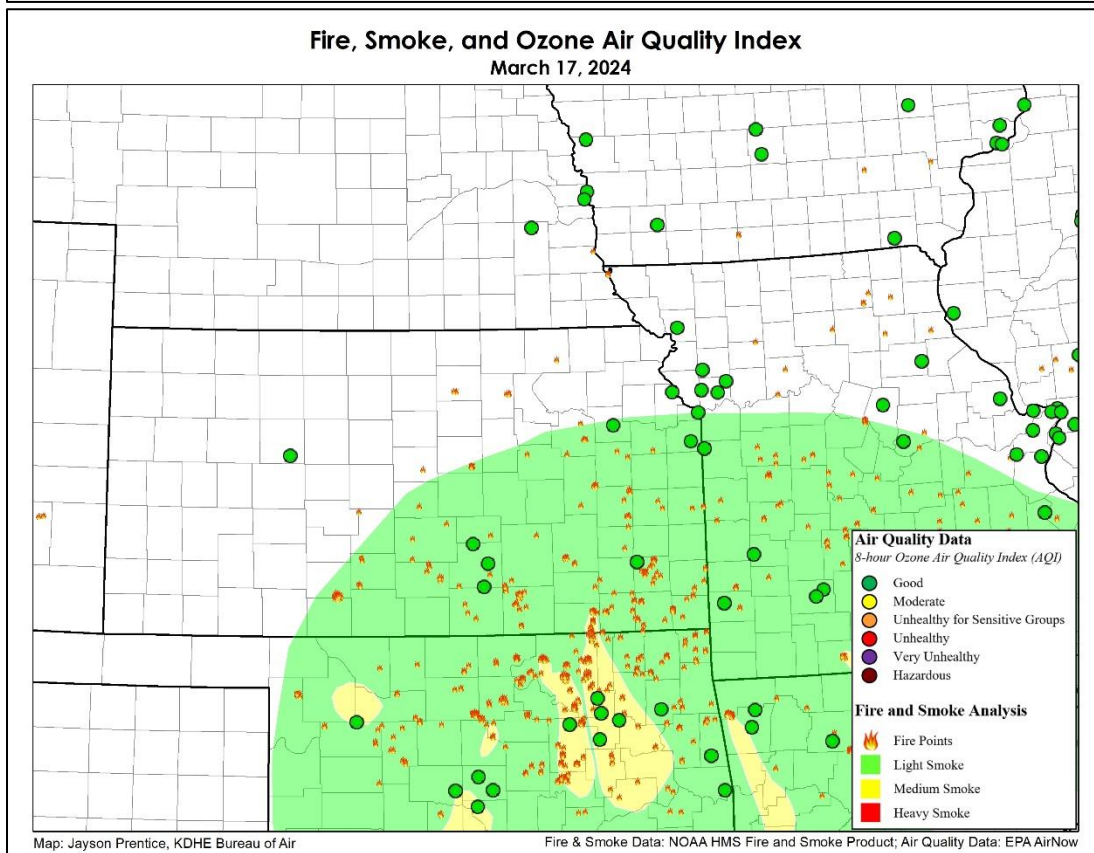 Fire, Smoke, and Ozone Air Quality Index
March 17, 2024
Air Quality Data
8-hour Ozone Air Quality Index (AQI)
Good
Moderate
Unhealthy for Sensitive Groups
Unhealthy
Very Unhealthy
Hazardous
Fire and Smoke Analysis
Fire Points
Light Smoke
Medium Smoke
Heavy Smoke
Map: Jayson Prentice, KDHE Bureau of Air
Fire & Smoke Data: NOAA HMS Fire and Smoke Product; Air Quality Data: EPA AirNow